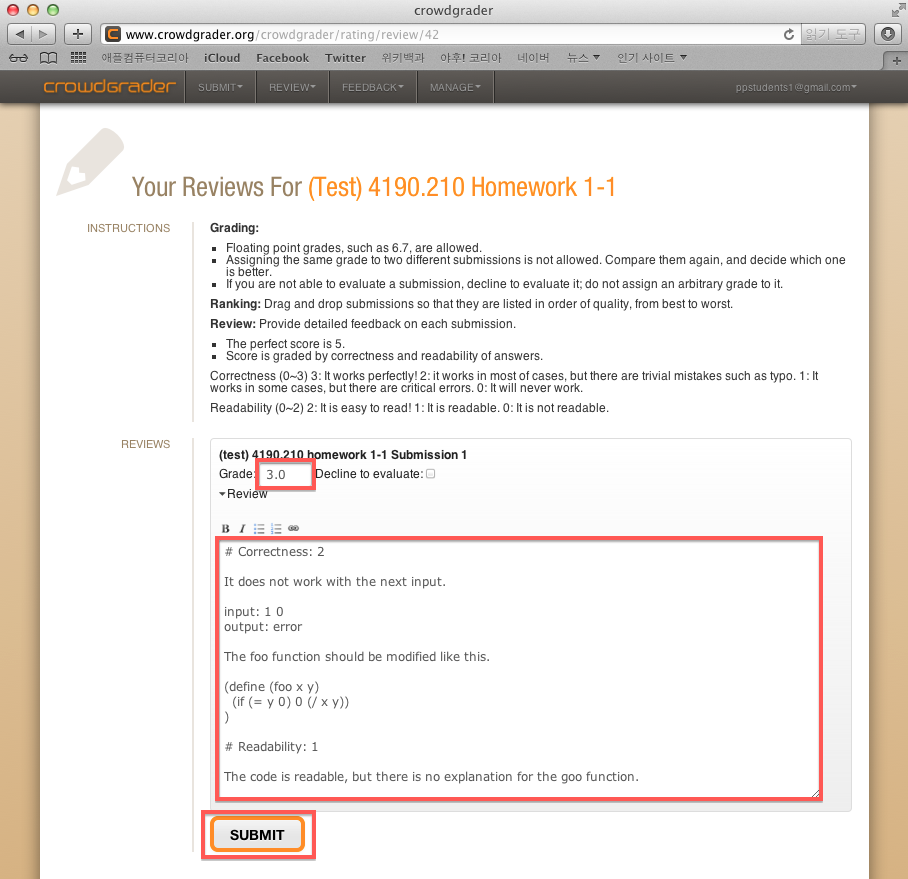 crowdgrader
www.crowdgrader.org/crowdgrader/rating/review/42
읽기 도구
애플컴퓨터코리아 iCloud Facebook Twitter 위키백과 야후! 코리아 네이버 뉴스 인기 사이트
crowdgrader SUBMIT REVIEW FEEDBACK MANAGE ppstudents1@gmail.com
Your Reviews For (Test) 4190.210 Homework 1-1
INSTRUCTIONS
Grading:
Floating point grades, such as 6.7, are allowed.
Assigning the same grade to two different submissions is not allowed. Compare them again, and decide which one
is better.
If you are not able to evaluate a submission, decline to evaluate it; do not assign an arbitrary grade to it.
Ranking: Drag and drop submissions so that they are listed in order of quality, from best to worst.
Review: Provide detailed feedback on each submission.
The perfect score is 5.
Score is graded by correctness and readability of answers.
Correctness (0~3) 3: It works perfectly! 2: it works in most of cases, but there are trivial mistakes such as typo. 1: It
works in some cases, but there are critical errors. 0: It will never work.
Readability (0~2) 2: It is easy to read! 1: It is readable. 0: It is not readable.
REVIEWS
(test) 4190.210 homework 1-1 Submission 1
Grade: 3.0 Decline to evaluate:
Review
B I
# Correctness: 2
It does not work with the next input.
input: 1 0
output: error
The foo function should be modified like this.
(define (foo x y)
(if (= y 0) 0 (/ x y))
)
# Readability: 1
The code is readable, but there is no explanation for the goo function.
SUBMIT